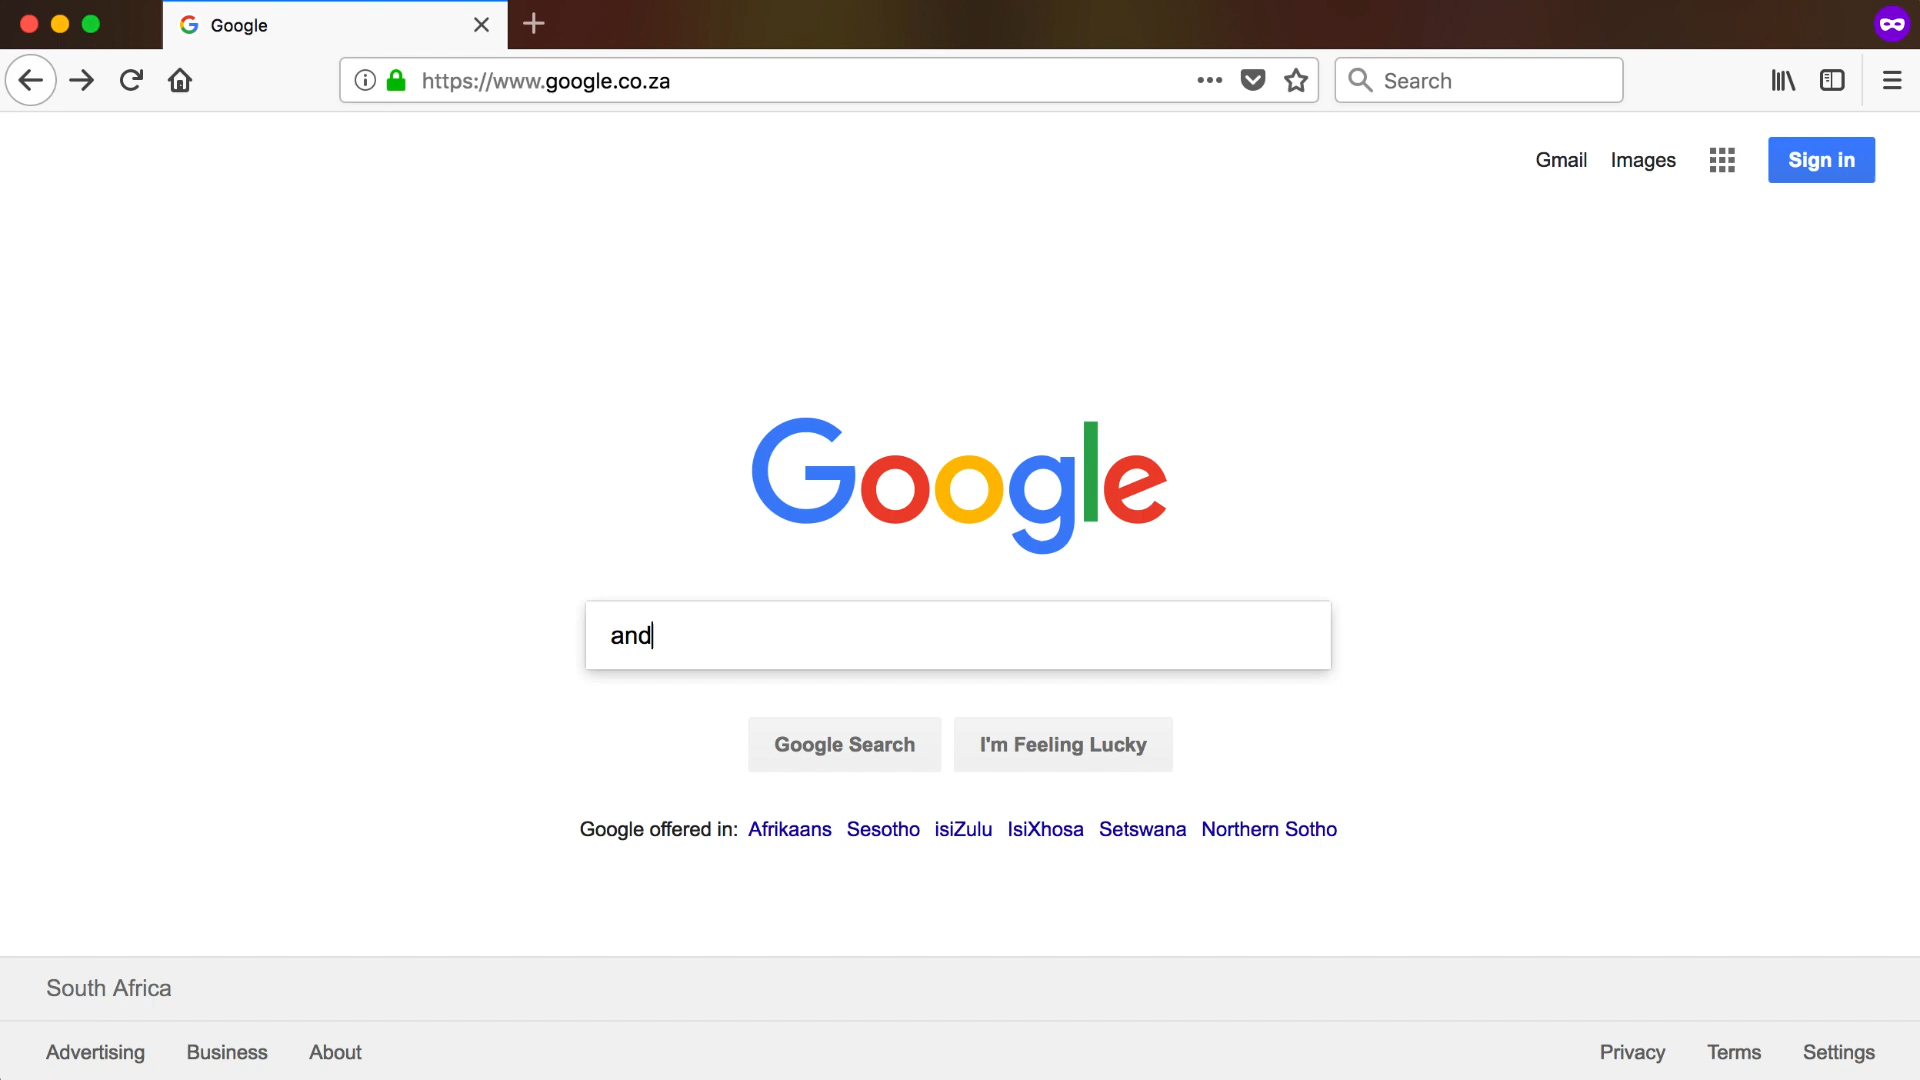 Google
https://www.google.co.za
Search
Gmail Images Sign in
Google
and
Google Search I'm Feeling Lucky
Google offered in: Afrikaans Sesotho isiZulu IsiXhosa Setswana Northern Sotho
South Africa
Advertising Business About Privacy Terms Settings